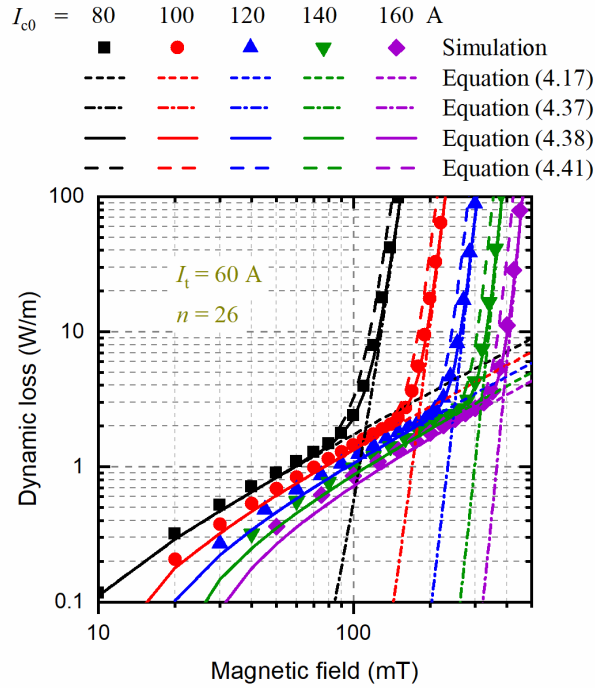 I_c0 = 80 100 120 140 160 A
Simulation
Equation (4.17)
Equation (4.37)
Equation (4.38)
Equation (4.41)
100
I_t = 60 A
n = 26
10
1
0.1
Dynamic loss (W/m)
10 100
Magnetic field (mT)